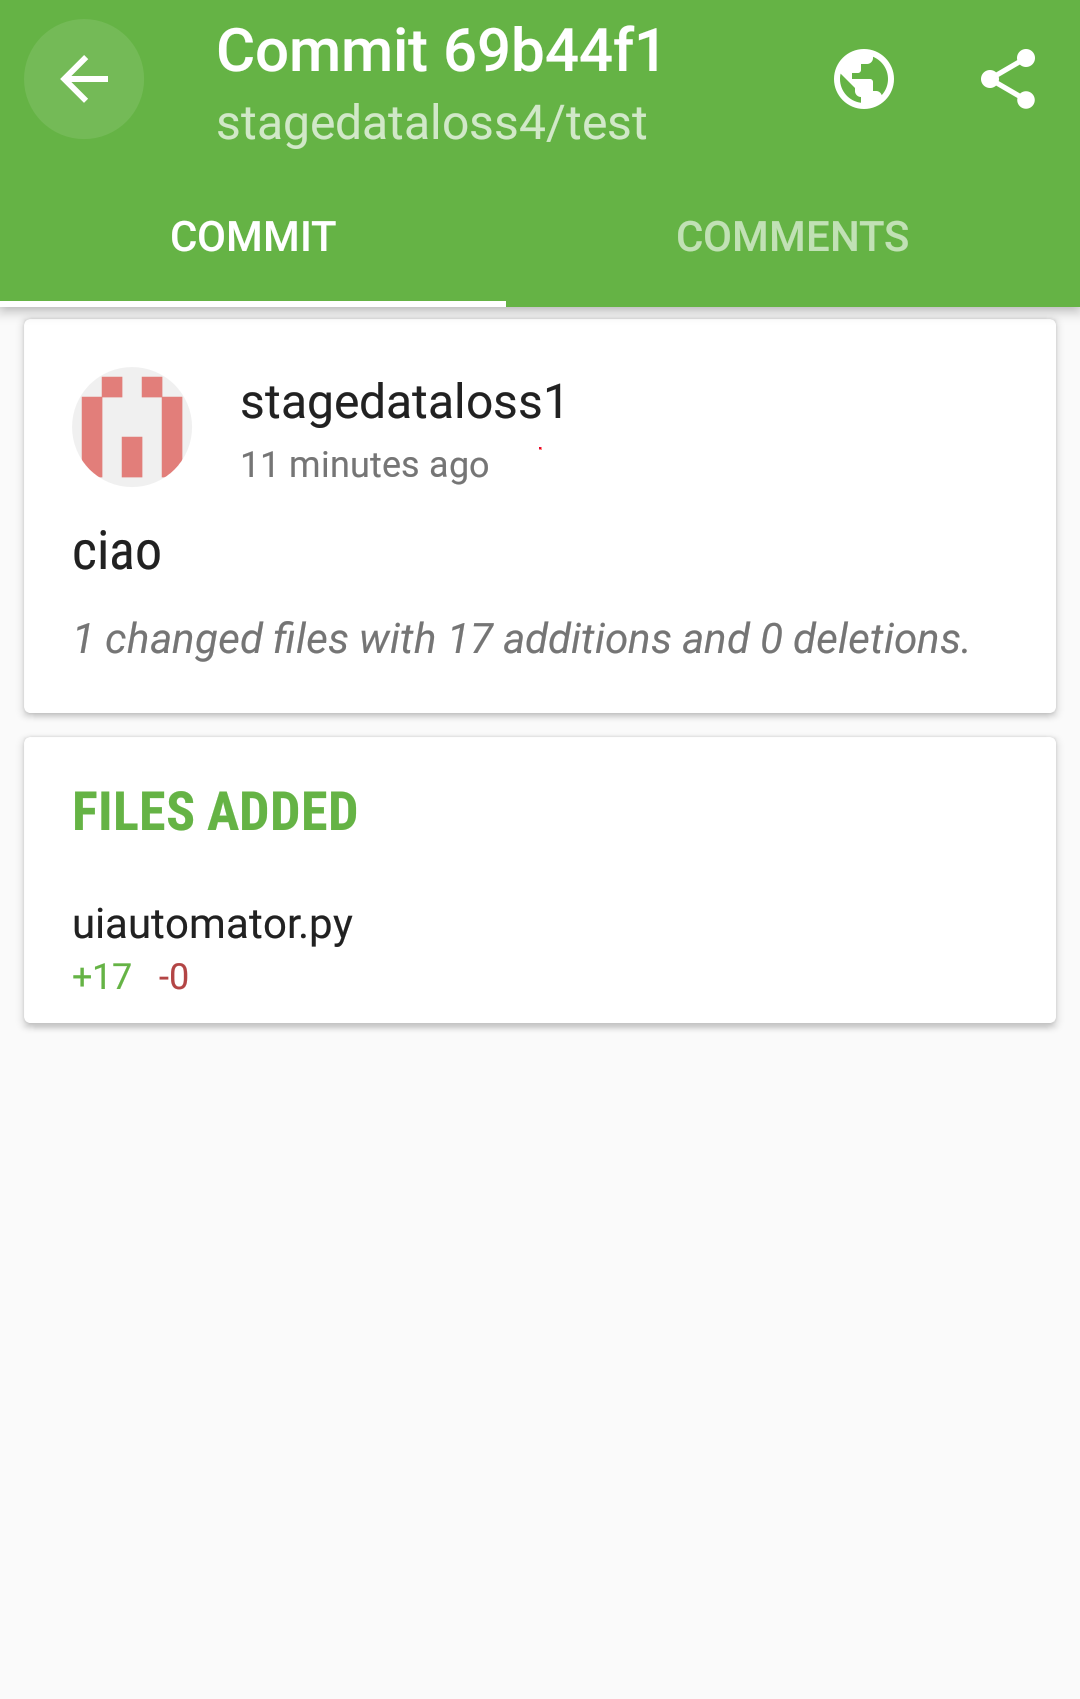 Commit 69b44f1
stagedataloss4/test
COMMIT
COMMENTS
stagedataloss1
11 minutes ago
ciao
1 changed files with 17 additions and 0 deletions.
FILES ADDED
uiautomator.py
+17 -0